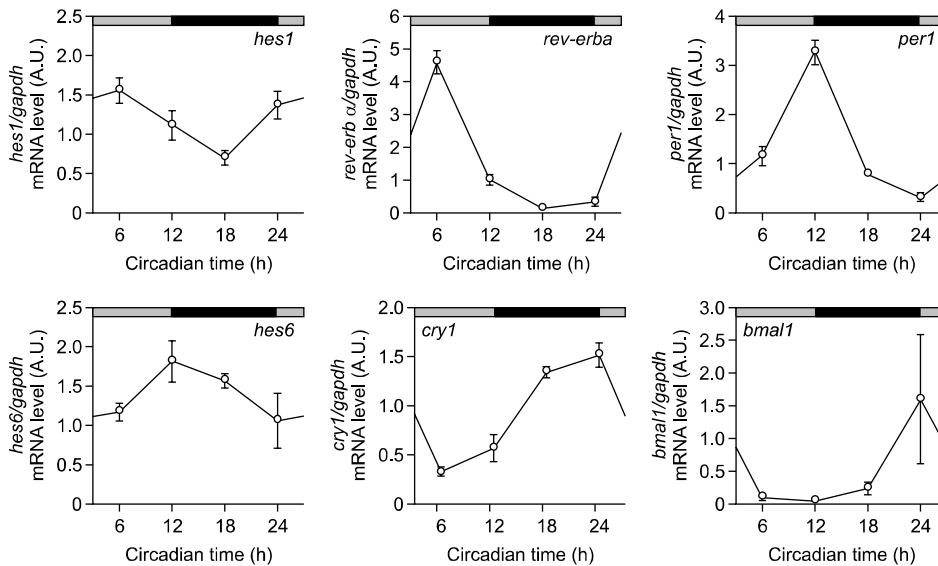 hes1
hes1/gapdh
mRNA level (A.U.)
2.5
2.0
1.5
1.0
0.5
0
6 12 18 24
Circadian time (h)
rev-erba
rev-erb α/gapdh
mRNA level (A.U.)
6
5
4
3
2
1
0
6 12 18 24
Circadian time (h)
per1
per1/gapdh
mRNA level (A.U.)
4
3
2
1
0
6 12 18 24
Circadian time (h)
hes6
hes6/gapdh
mRNA level (A.U.)
2.5
2.0
1.5
1.0
0.5
0
6 12 18 24
Circadian time (h)
cry1
cry1/gapdh
mRNA level (A.U.)
2.0
1.5
1.0
0.5
0
6 12 18 24
Circadian time (h)
bmal1
bmal1/gapdh
mRNA level (A.U.)
3.0
2.5
2.0
1.5
1.0
0.5
0
6 12 18 24
Circadian time (h)